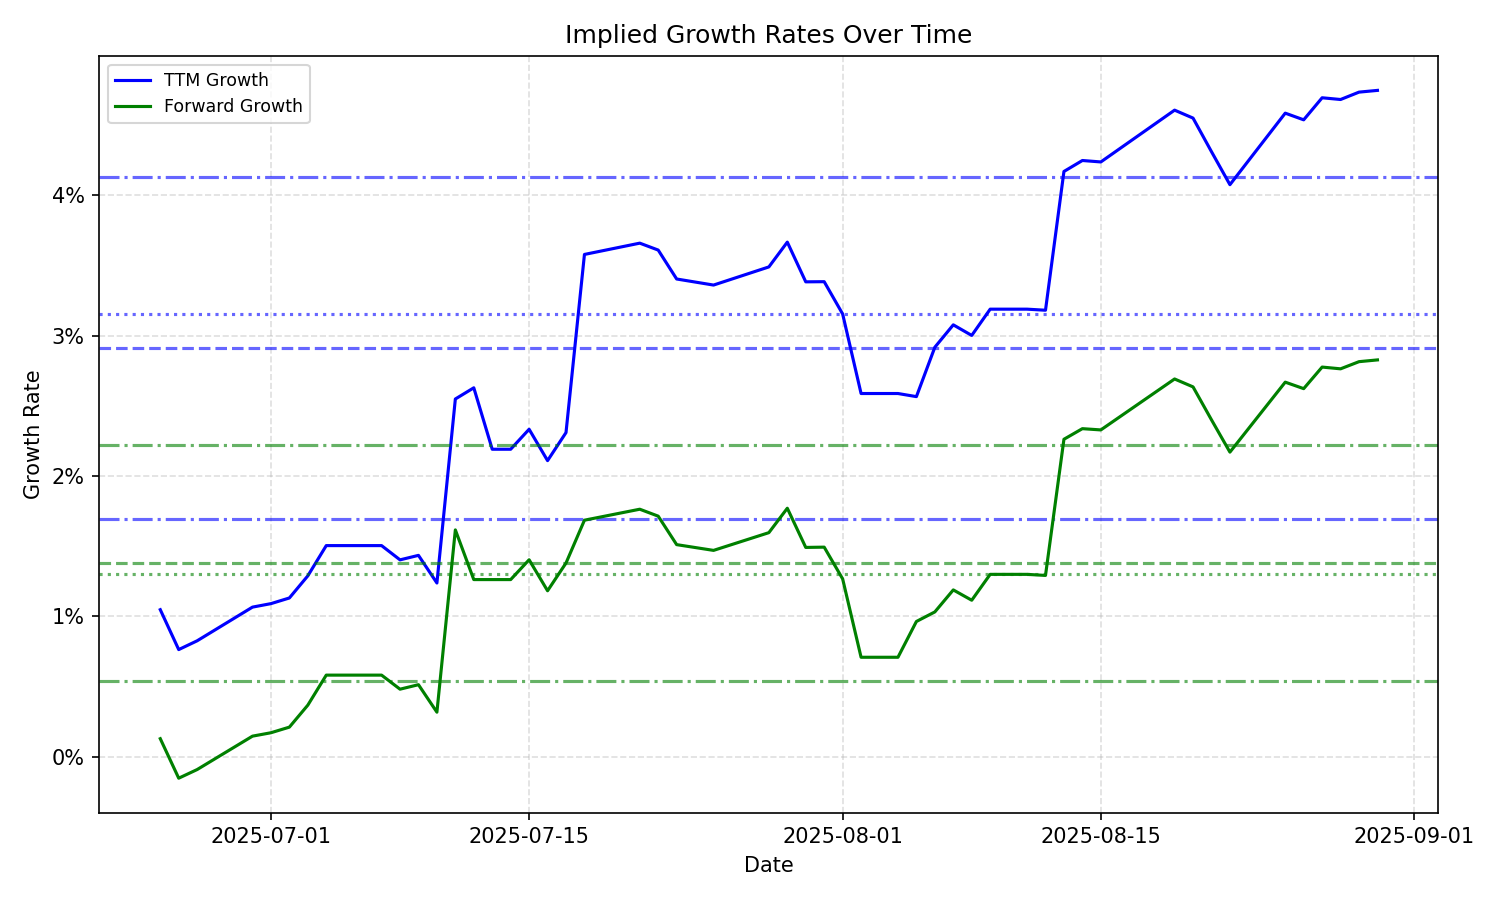 Implied Growth Rates Over Time
TTM Growth
Forward Growth
4%
3%
2%
1%
0%
Growth Rate
2025-07-01
2025-07-15
2025-08-01
2025-08-15
2025-09-01
Date